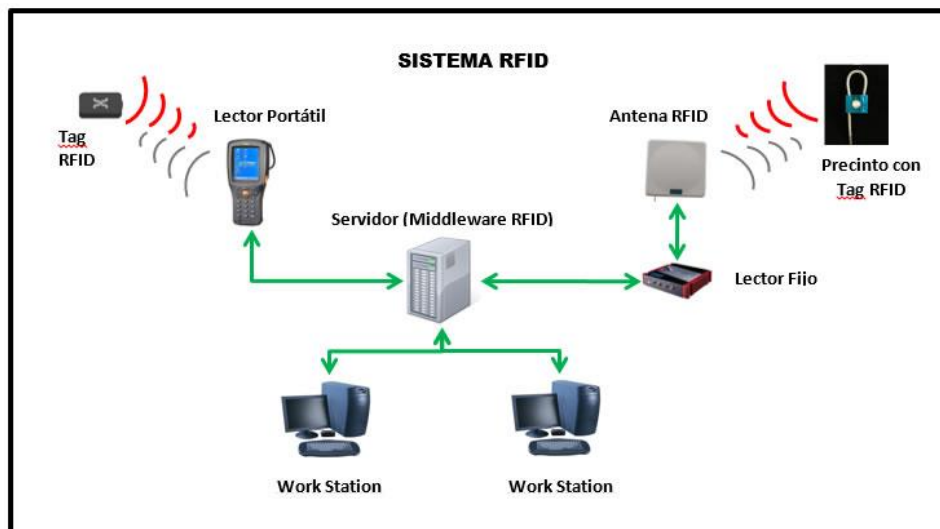 SISTEMA RFID
Tag
RFID
Lector Portátil
Antena RFID
Precinto con
Tag RFID
Servidor (Middleware RFID)
Lector Fijo
Work Station
Work Station